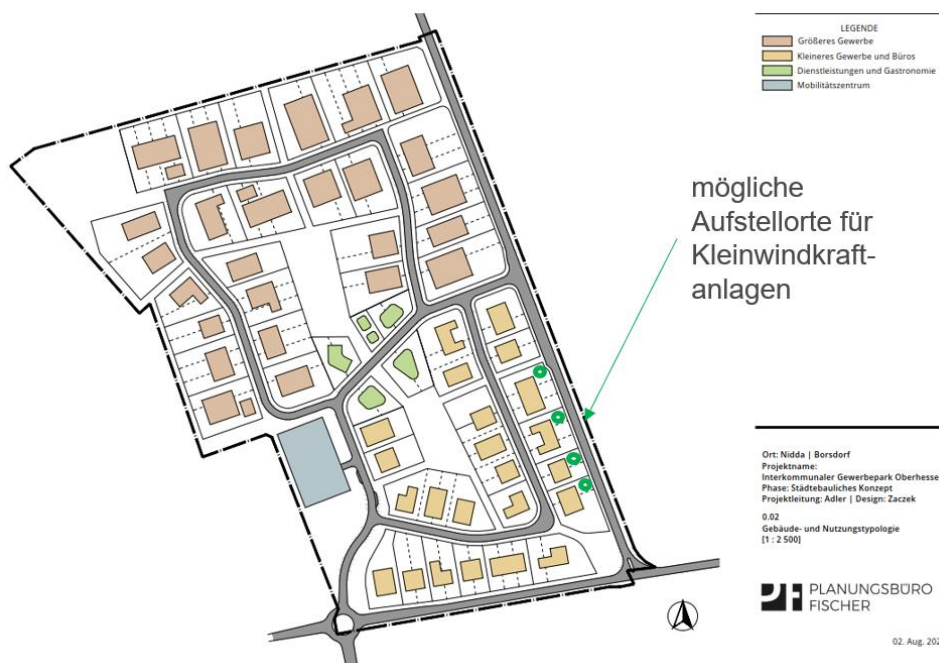 LEGENDE
Größeres Gewerbe
Kleineres Gewerbe und Büros
Dienstleistungen und Gastronomie
Mobilitätszentrum
mögliche
Aufstellorte für
Kleinwindkraft-
anlagen
Ort: Nidda | Borsdorf
Projektname:
Interkommunaler Gewerbepark Oberhesse
Phase: Städtebauliches Konzept
Projektleitung: Adler | Design: Zaczek
0.02
Gebäude- und Nutzungstypologie
[1 : 2 500]
PF PLANUNGSBÜRO
FISCHER
02. Aug. 202